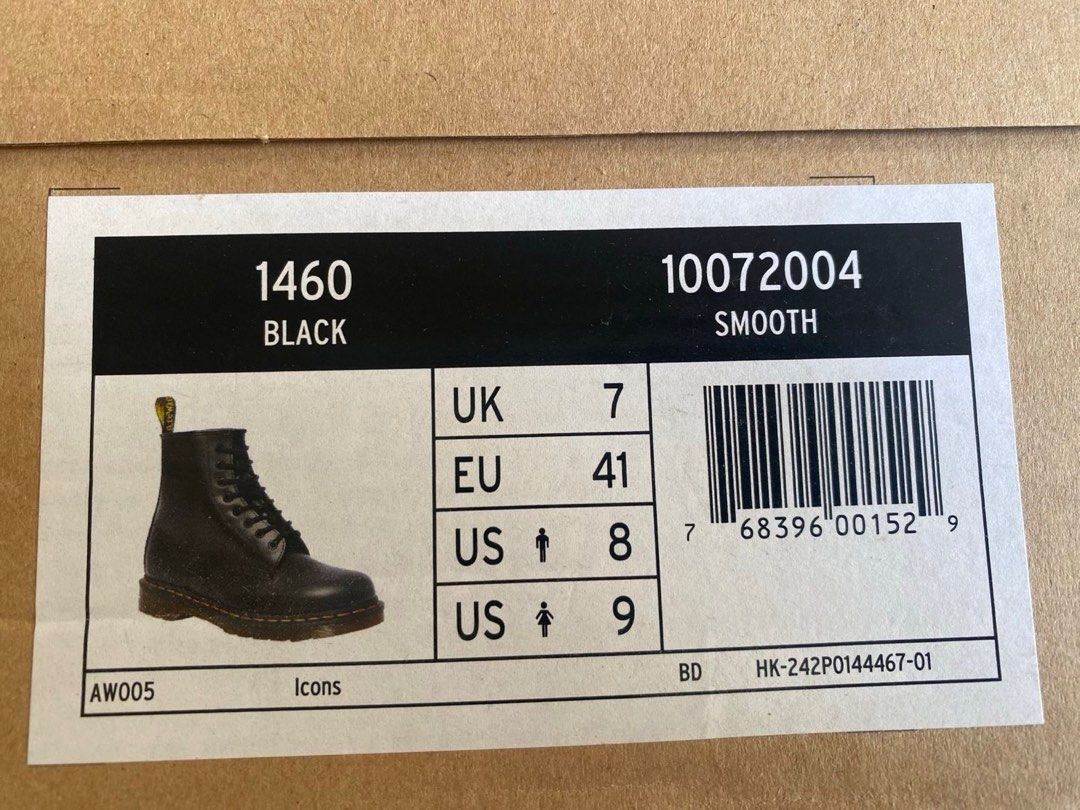 1460
BLACK
10072004
SMOOTH
UK 7
EU 41
US 8
US 9
7 68396 00152 9
AW005 Icons BD HK-242P0144467-01